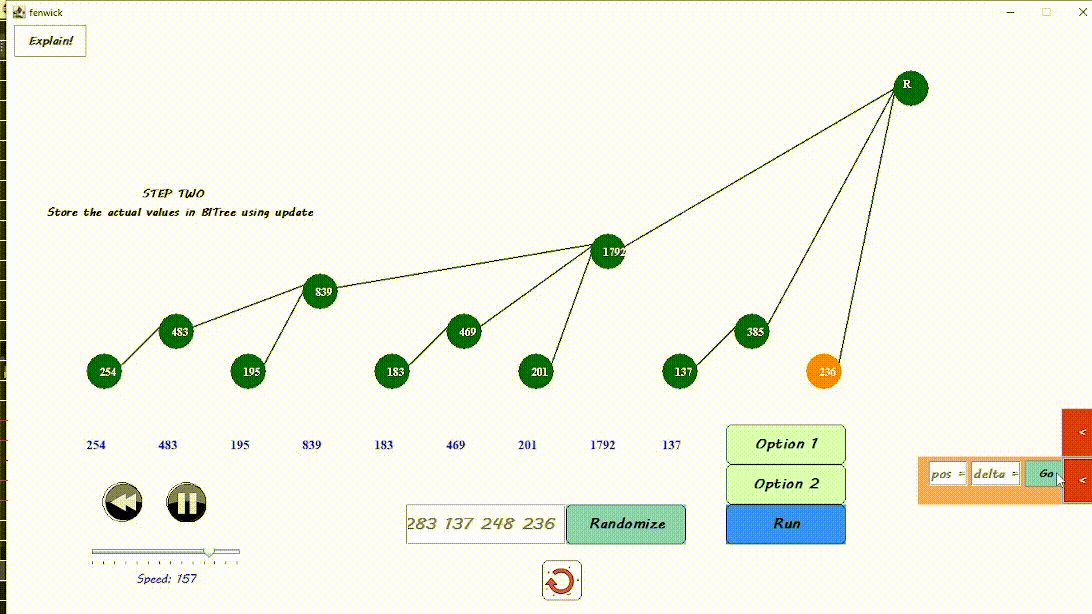 fenwick
Explain!
R
STEP TWO
Store the actual values in BITree using update
1792
839
483
469
385
254
195
183
201
137
236
254 483 195 839 183 469 201 1792 137
Option 1
Option 2
Run
pos =
delta =
Go
<
<
283 137 248 236
Randomize
Speed: 157